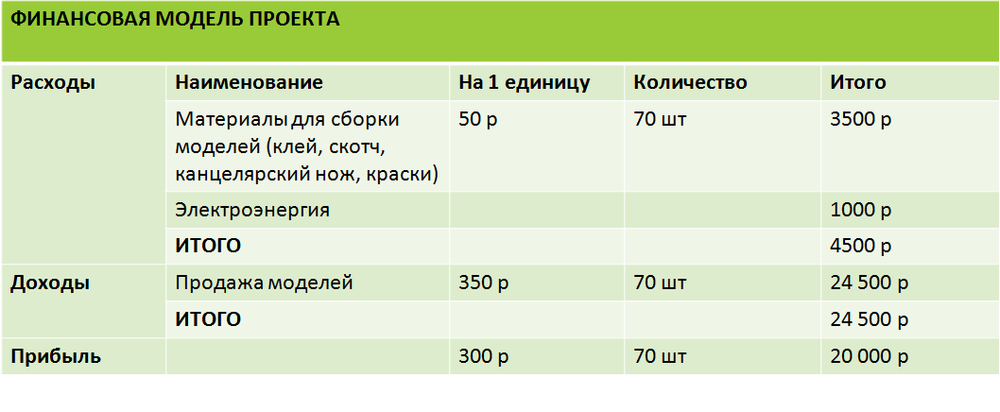 ФИНАНСОВАЯ МОДЕЛЬ ПРОЕКТА
Расходы Наименование На 1 единицу Количество Итого
Материалы для сборки 50 р 70 шт 3500 р
моделей (клей, скотч,
канцелярский нож, краски)
Электроэнергия 1000 р
ИТОГО 4500 р
Доходы Продажа моделей 350 р 70 шт 24 500 р
ИТОГО 24 500 р
Прибыль 300 р 70 шт 20 000 р